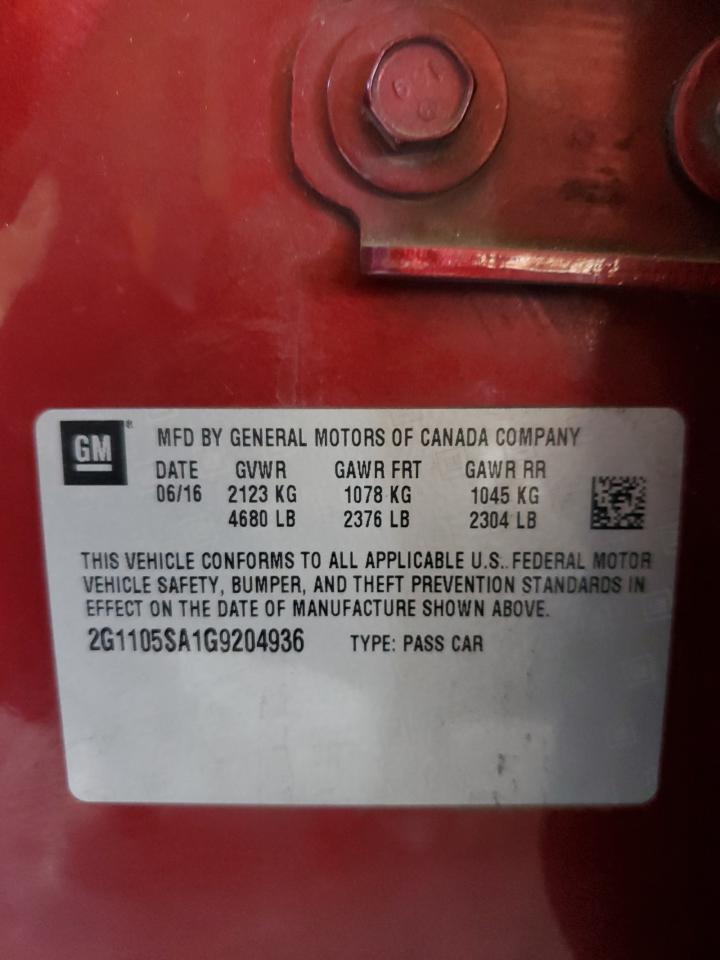 GM
MFD BY GENERAL MOTORS OF CANADA COMPANY
DATE GVWR GAWR FRT GAWR RR
06/16 2123 KG 1078 KG 1045 KG
4680 LB 2376 LB 2304 LB
THIS VEHICLE CONFORMS TO ALL APPLICABLE U.S.. FEDERAL MOTOR
VEHICLE SAFETY, BUMPER, AND THEFT PREVENTION STANDARDS IN
EFFECT ON THE DATE OF MANUFACTURE SHOWN ABOVE.
2G1105SA1G9204936 TYPE: PASS CAR